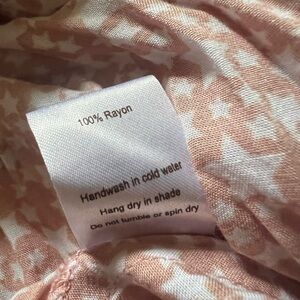 100% Rayon
Handwash in cold water
Hang dry in shade
Do not tumble or spin dry